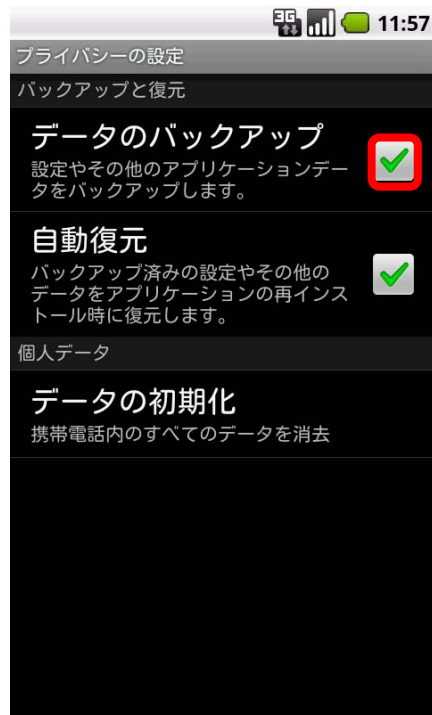 3G 11:57
プライバシーの設定
バックアップと復元
データのバックアップ
設定やその他のアプリケーションデー
タをバックアップします。
自動復元
バックアップ済みの設定やその他の
データをアプリケーションの再インス
トール時に復元します。
個人データ
データの初期化
携帯電話内のすべてのデータを消去